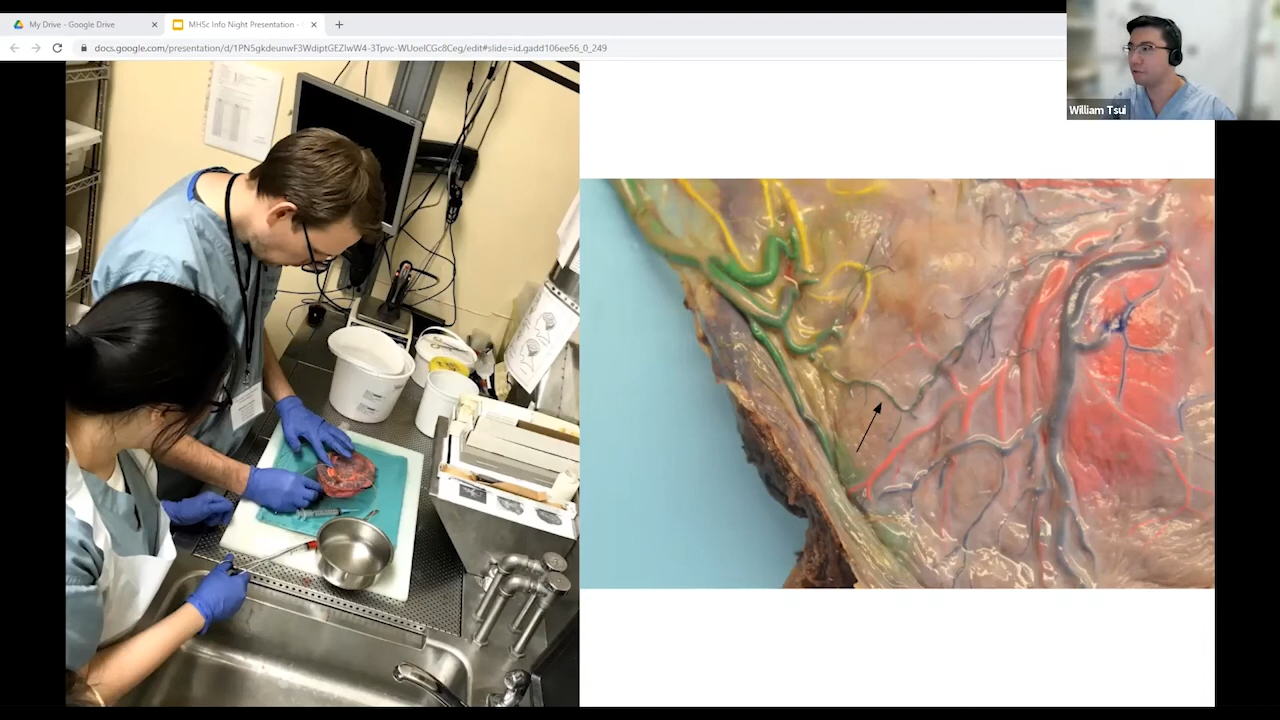 My Drive - Google Drive
MHSc Info Night Presentation -
docs.google.com/presentation/d/1PN5gkdeunwF3WdiptGEZlwW4-3Tpvc-WUoelCGc8Ceg/edit#slide=id.gadd106ee56_0_249
William Tsui